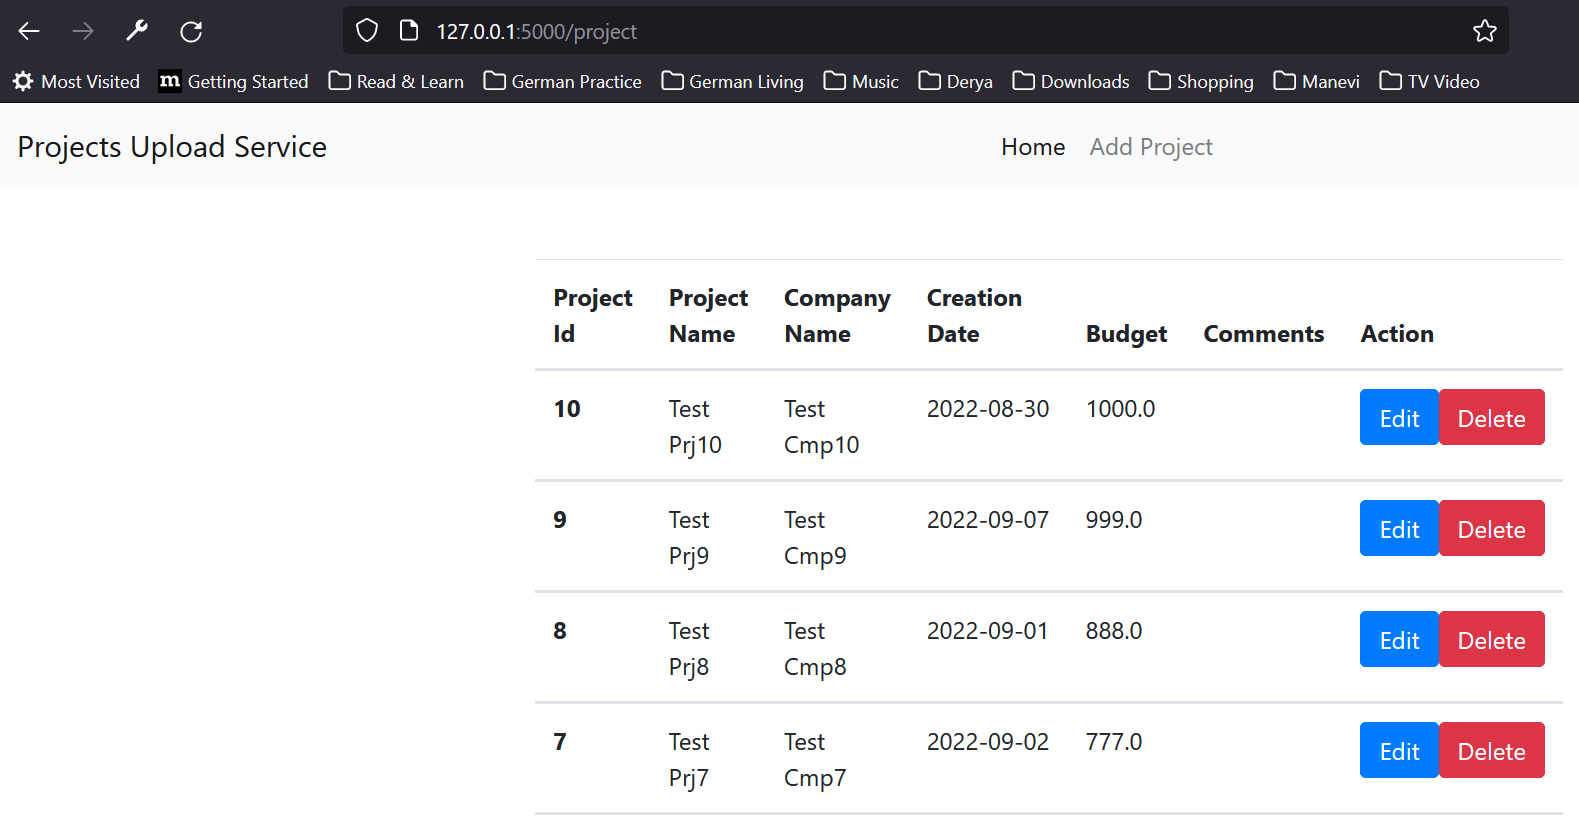 127.0.0.1:5000/project
Most Visited Getting Started Read & Learn German Practice German Living Music Derya Downloads Shopping Manevi TV Video
Projects Upload Service Home Add Project
Project Project Company Creation
Id Name Name Date Budget Comments Action
10 Test Test 2022-08-30 1000.0 Edit Delete
Prj10 Cmp10
9 Test Test 2022-09-07 999.0 Edit Delete
Prj9 Cmp9
8 Test Test 2022-09-01 888.0 Edit Delete
Prj8 Cmp8
7 Test Test 2022-09-02 777.0 Edit Delete
Prj7 Cmp7